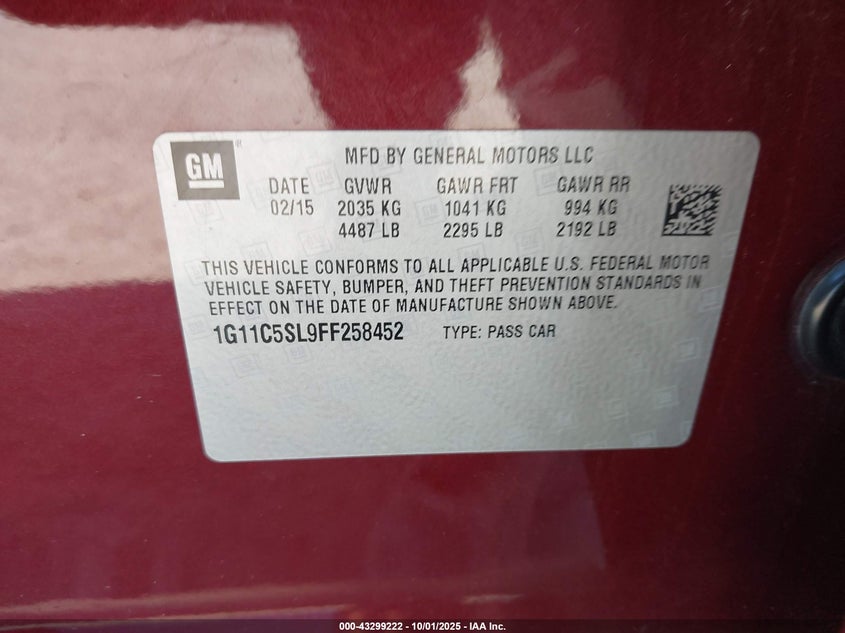 GM ®
MFD BY GENERAL MOTORS LLC
DATE GVWR GAWR FRT GAWR RR
02/15 2035 KG 1041 KG 994 KG
4487 LB 2295 LB 2192 LB
THIS VEHICLE CONFORMS TO ALL APPLICABLE U.S. FEDERAL MOTOR
VEHICLE SAFETY, BUMPER, AND THEFT PREVENTION STANDARDS IN
EFFECT ON THE DATE OF MANUFACTURE SHOWN ABOVE.
1G11C5SL9FF258452 TYPE: PASS CAR
000-43299222 - 10/01/2025 - IAA Inc.